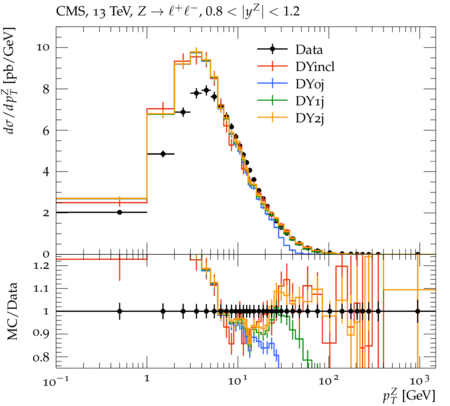 CMS, 13 TeV, Z → ℓ⁺ℓ⁻, 0.8 < |y^Z| < 1.2
dσ/dp_T^Z [pb/GeV]
10
8
6
4
2
0
Data
DYincl
DY0j
DY1j
DY2j
MC/Data
1.2
1.1
1
0.9
0.8
10⁻¹ 1 10¹ 10² 10³
p_T^Z [GeV]